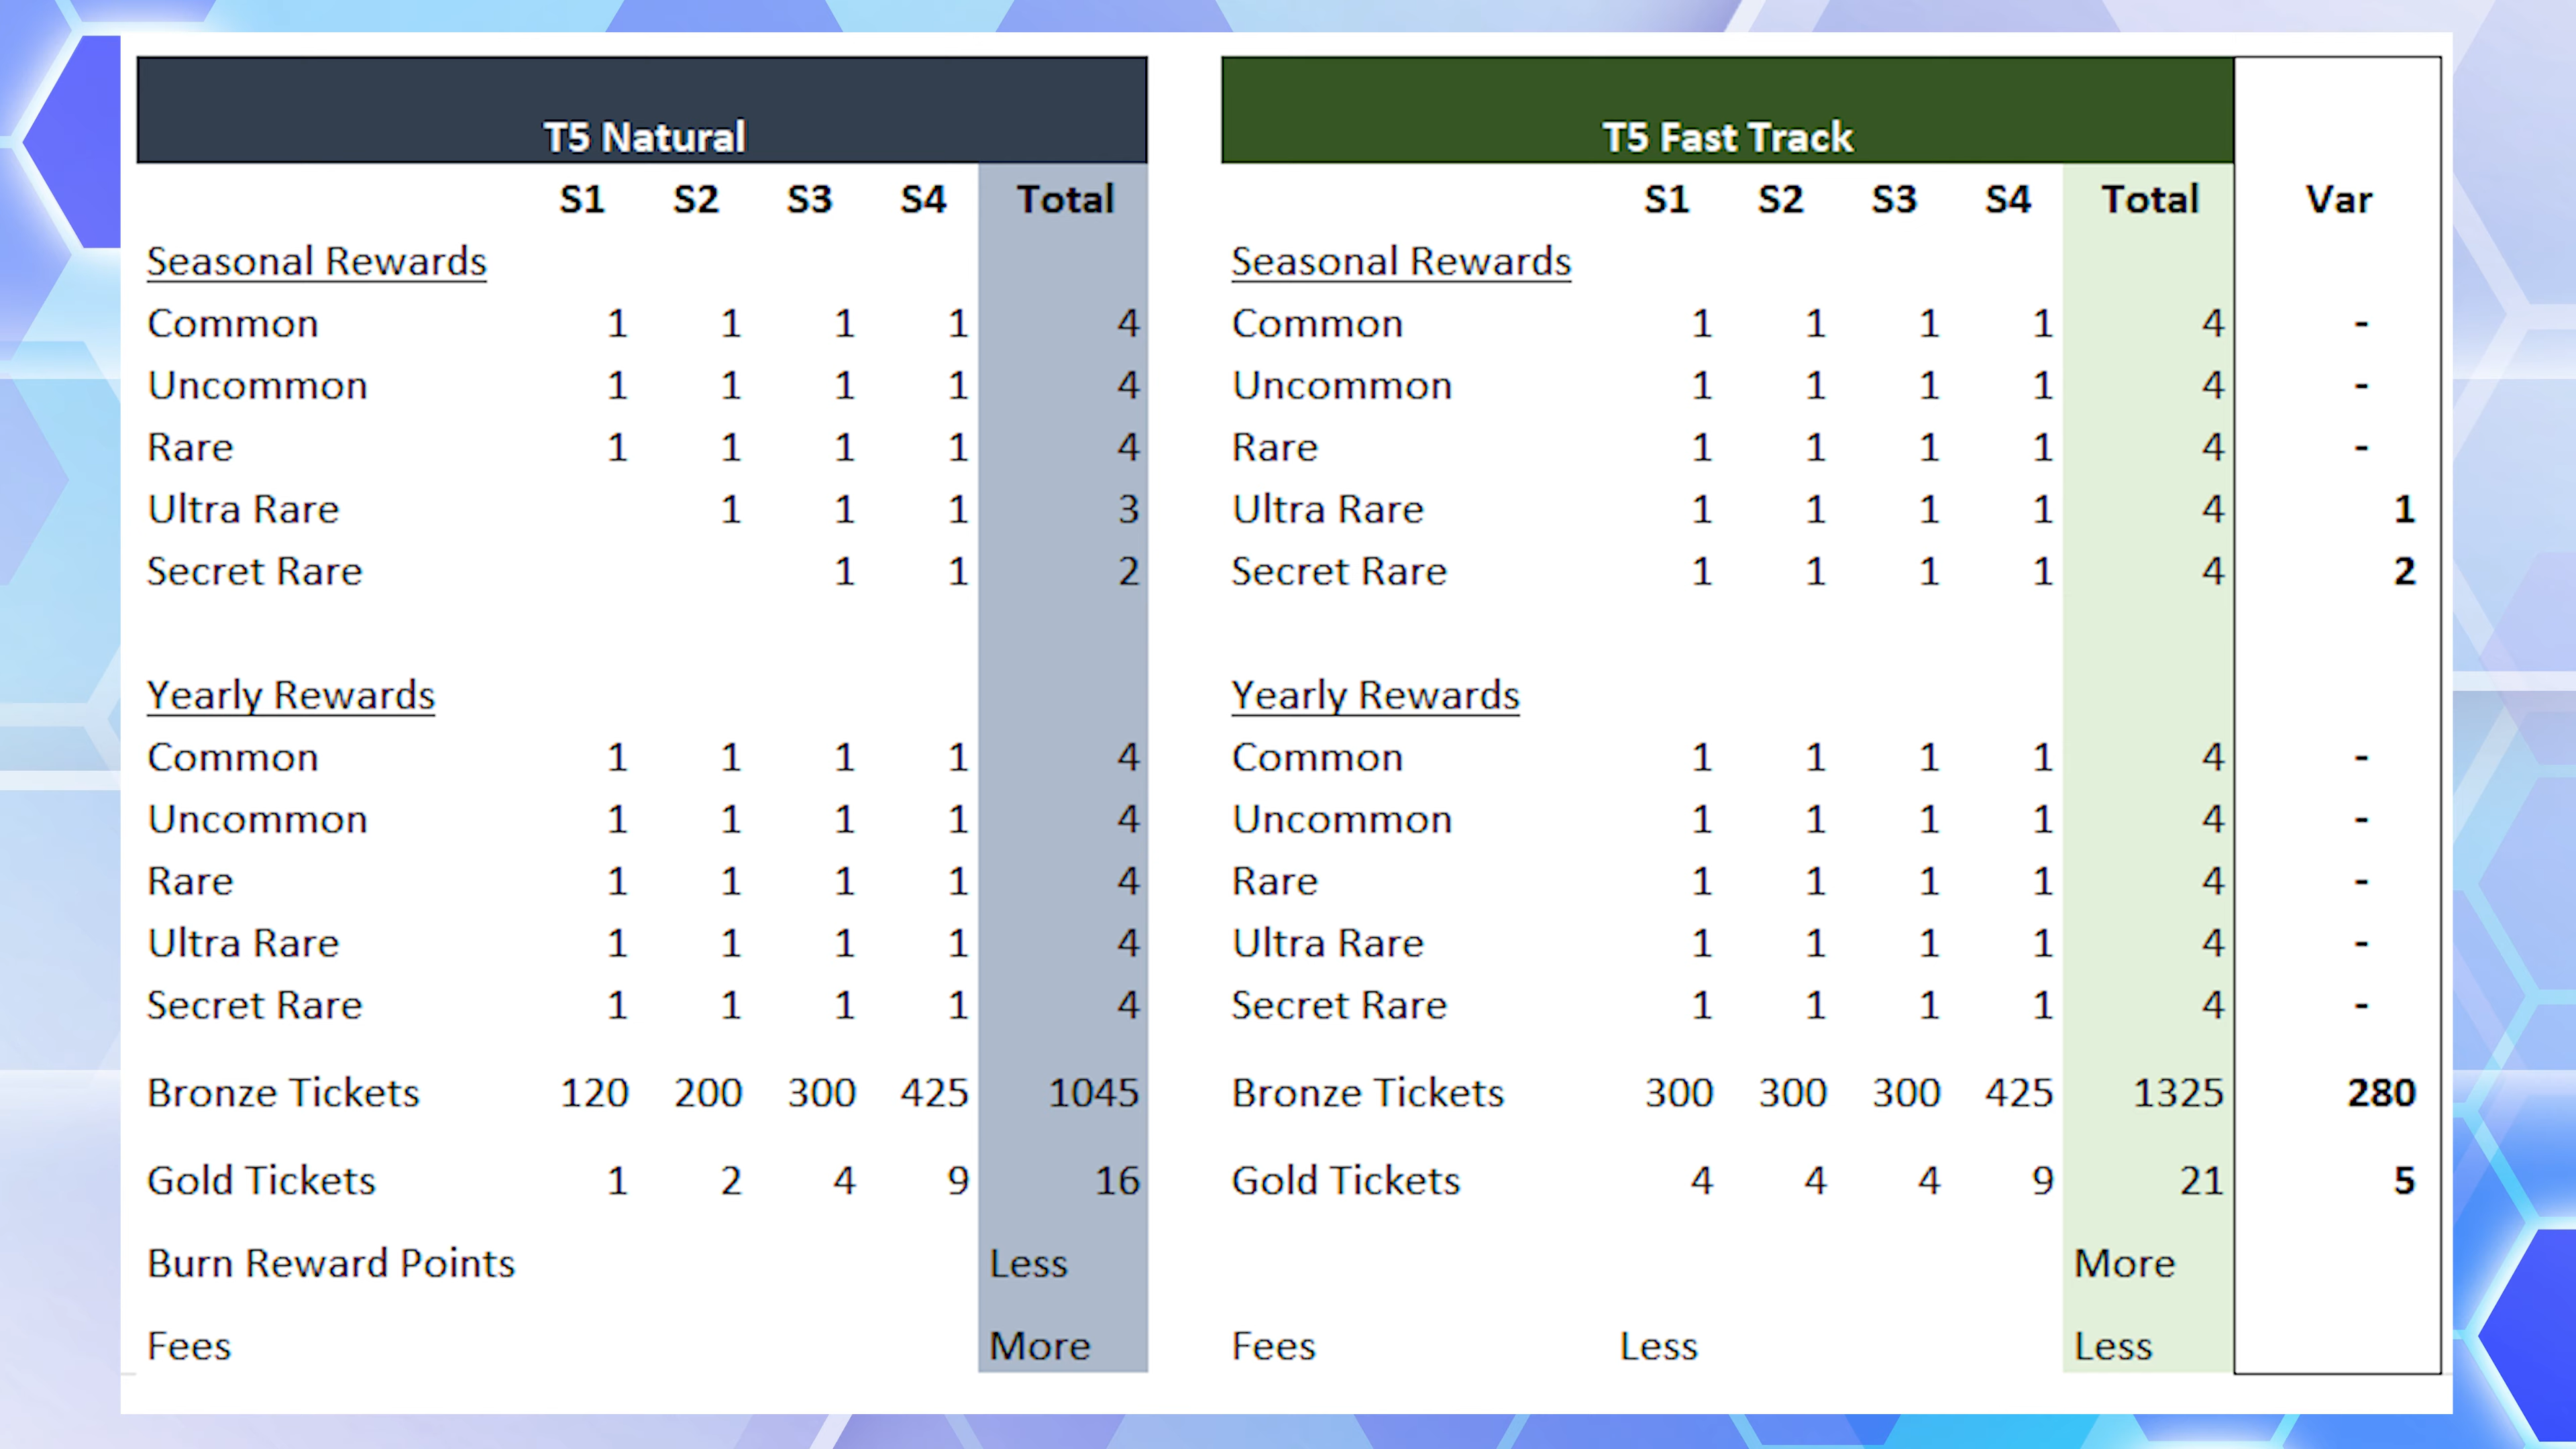 T5 Natural
S1 S2 S3 S4 Total
Seasonal Rewards
Common 1 1 1 1 4
Uncommon 1 1 1 1 4
Rare 1 1 1 1 4
Ultra Rare 1 1 1 3
Secret Rare 1 1 2
Yearly Rewards
Common 1 1 1 1 4
Uncommon 1 1 1 1 4
Rare 1 1 1 1 4
Ultra Rare 1 1 1 1 4
Secret Rare 1 1 1 1 4
Bronze Tickets 120 200 300 425 1045
Gold Tickets 1 2 4 9 16
Burn Reward Points Less
Fees More
T5 Fast Track
S1 S2 S3 S4 Total Var
Seasonal Rewards
Common 1 1 1 1 4 -
Uncommon 1 1 1 1 4 -
Rare 1 1 1 1 4 -
Ultra Rare 1 1 1 1 4 1
Secret Rare 1 1 1 1 4 2
Yearly Rewards
Common 1 1 1 1 4 -
Uncommon 1 1 1 1 4 -
Rare 1 1 1 1 4 -
Ultra Rare 1 1 1 1 4 -
Secret Rare 1 1 1 1 4 -
Bronze Tickets 300 300 300 425 1325 280
Gold Tickets 4 4 4 9 21 5
More
Fees Less Less